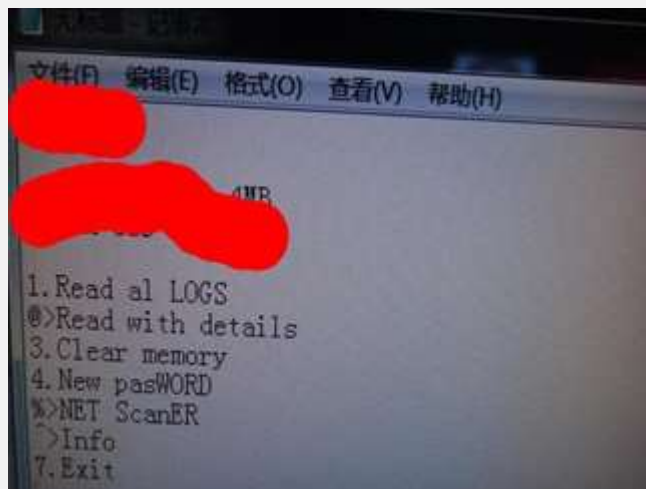 文件(F) 编辑(E) 格式(O) 查看(V) 帮助(H)
4MB
1.Read al LOGS
@>Read with details
3.Clear memory
4.New pasWORD
%>NET ScanER
^>Info
7.Exit